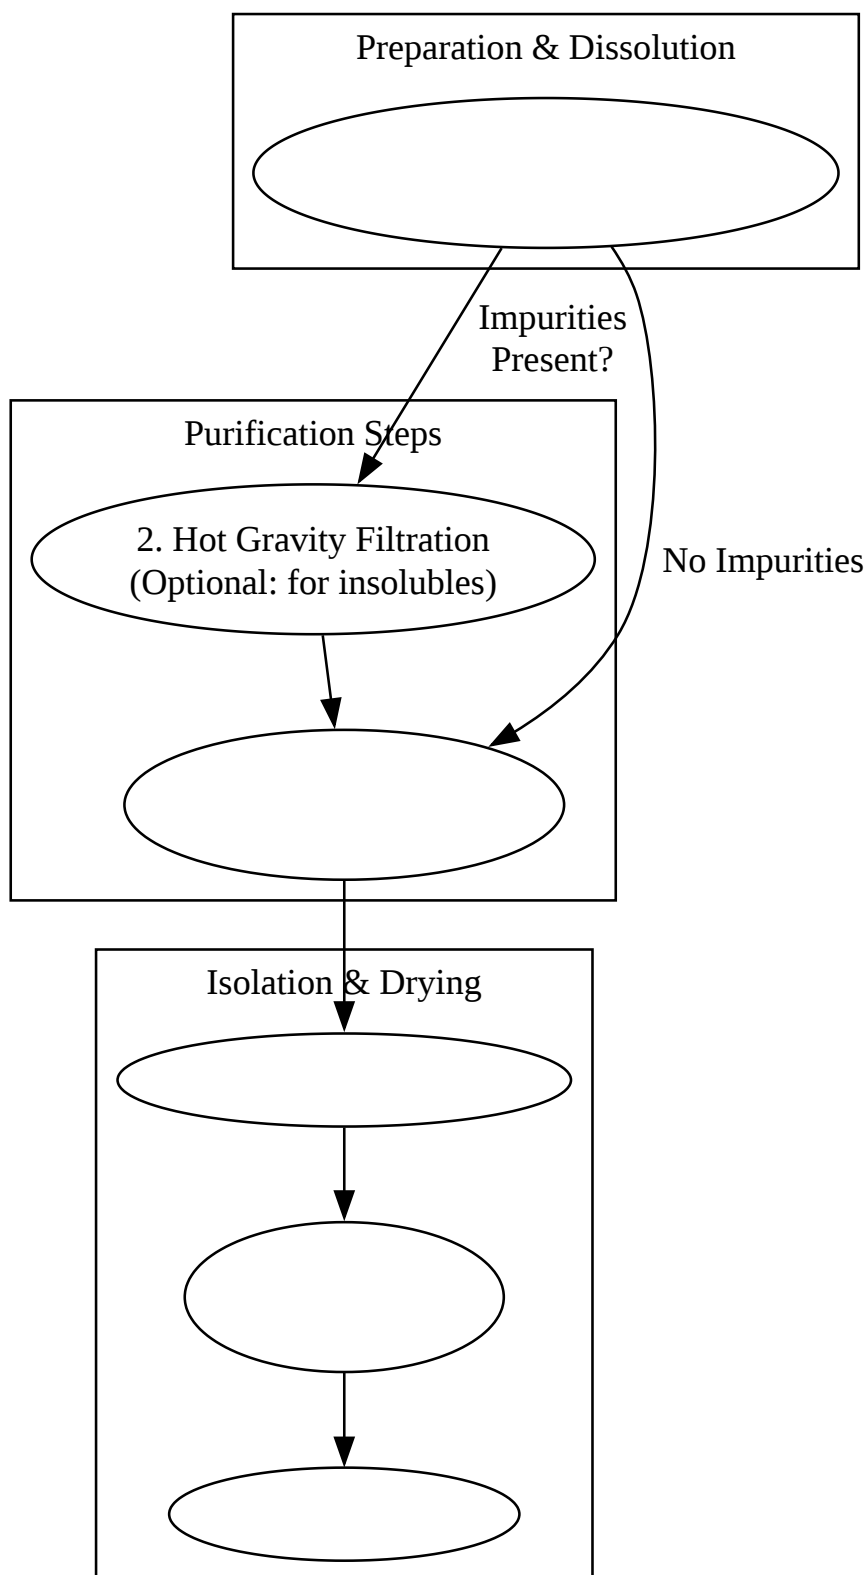 Preparation & Dissolution
Impurities
Present?
Purification Steps
2. Hot Gravity Filtration
(Optional: for insolubles)
No Impurities
Isolation & Drying